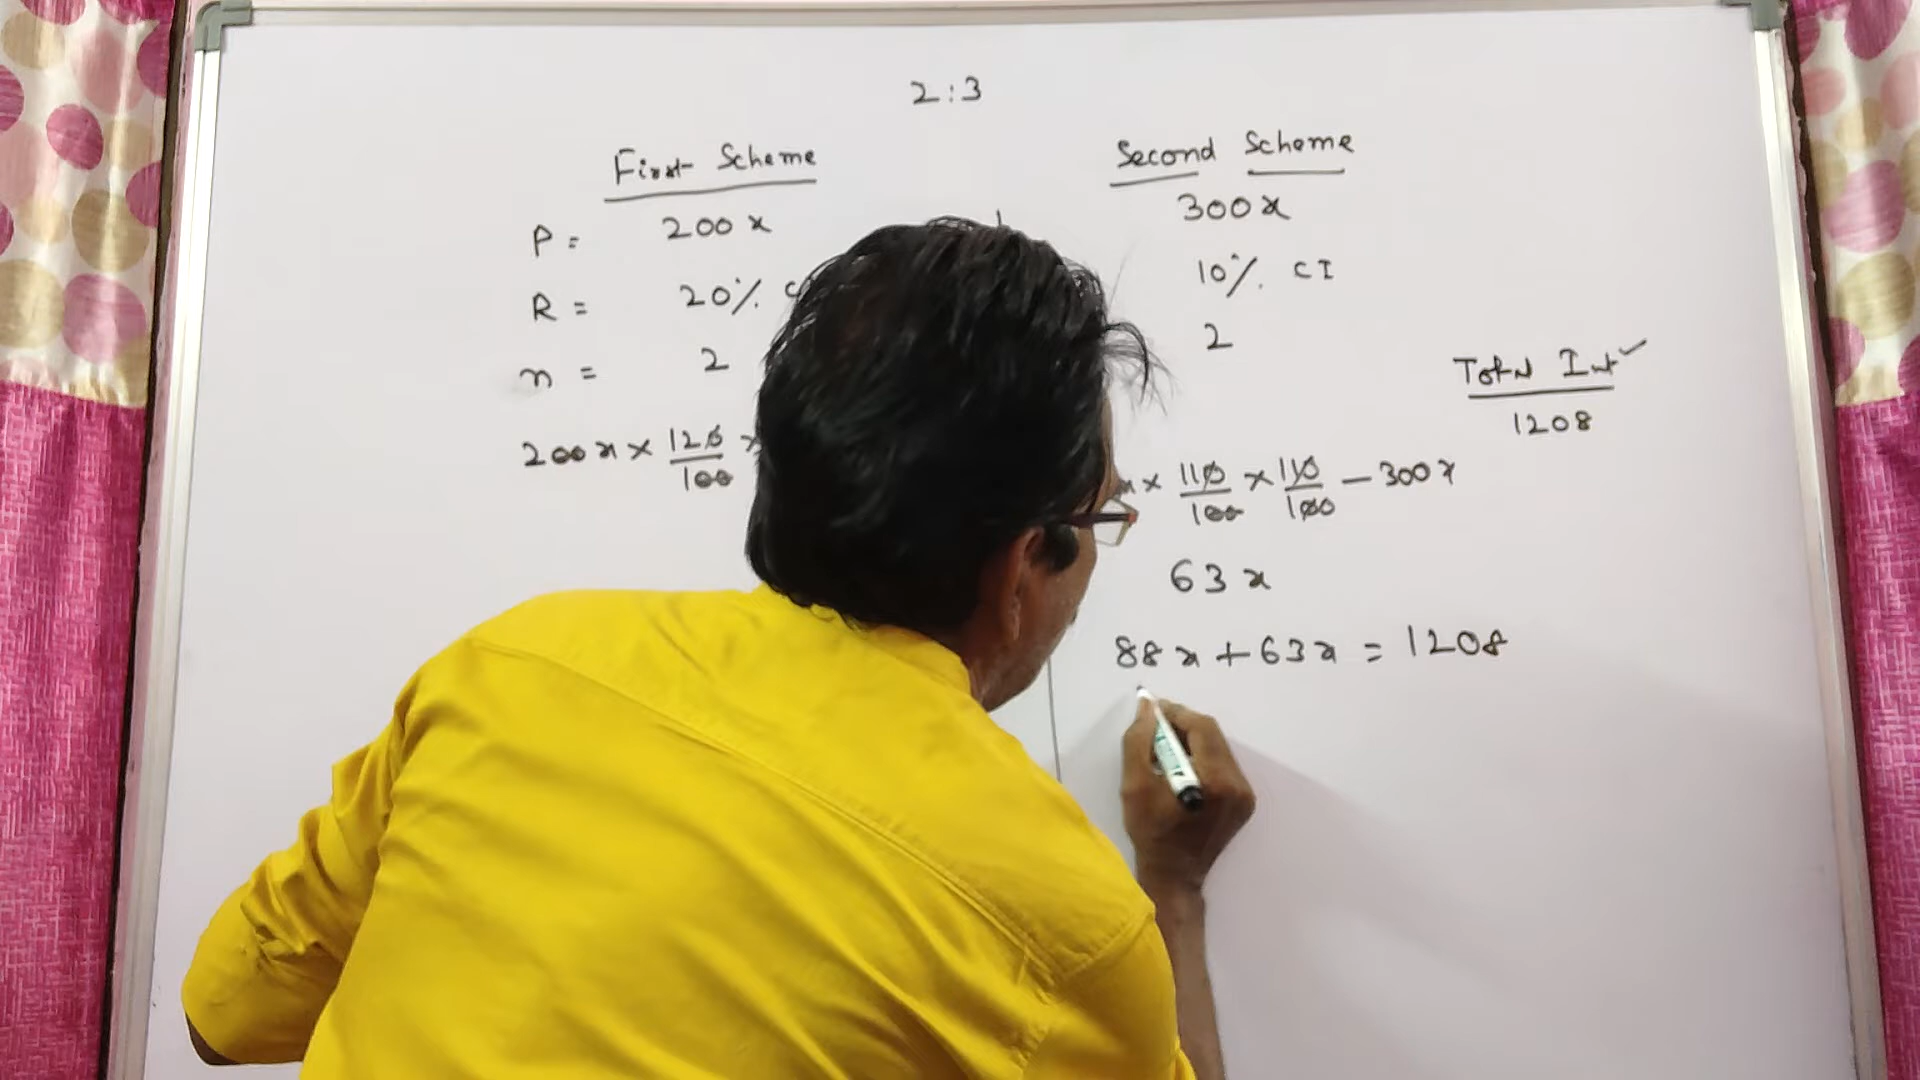 2:3
First Scheme
P = 200x
R = 20%
n = 2
200x × 120/100 ×
Second Scheme
300x
10% CI
2
× 110/100 × 110/100 − 300x
63x
88x + 63x = 1208
Total Int ✓
1208